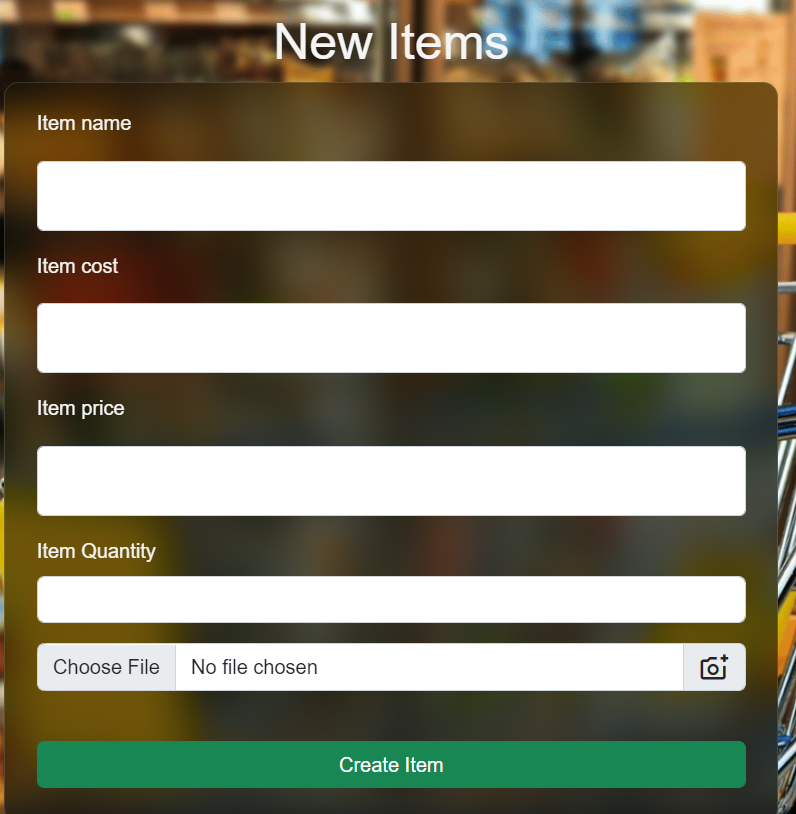 New Items
Item name
Item cost
Item price
Item Quantity
Choose File No file chosen
Create Item